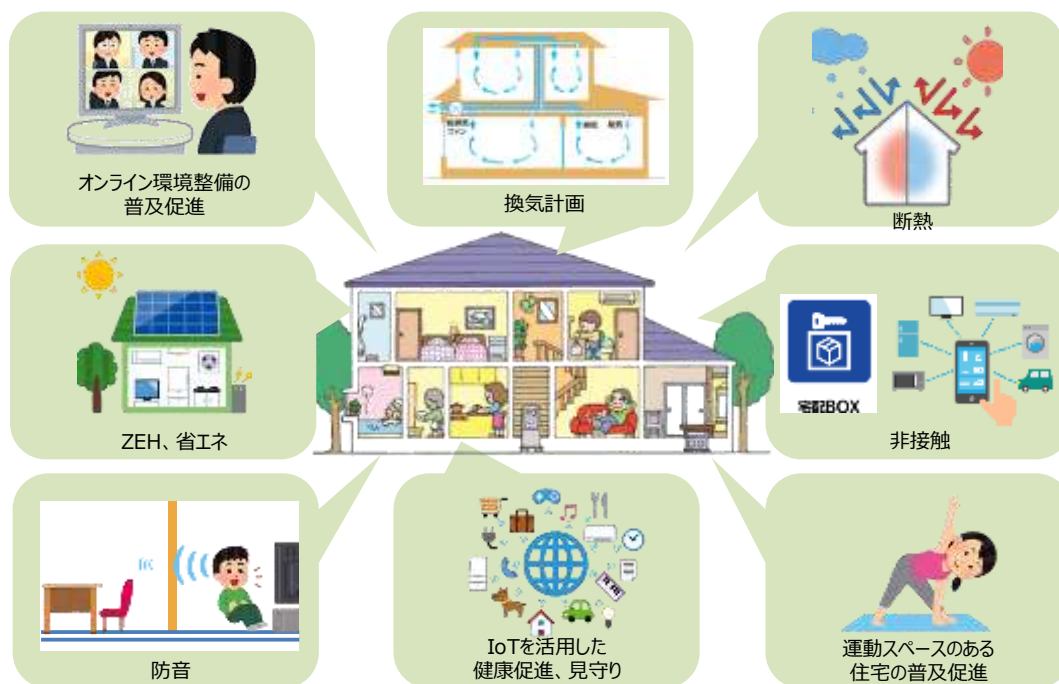 オンライン環境整備の
普及促進
換気計画
断熱
ZEH、省エネ
宅配BOX
非接触
防音
IoTを活用した
健康促進、見守り
運動スペースのある
住宅の普及促進